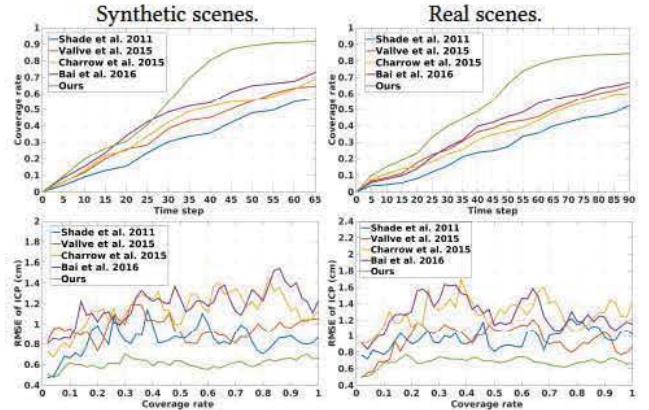 Synthetic scenes.
Real scenes.
Coverage rate
1
0.9
0.8
0.7
0.6
0.5
0.4
0.3
0.2
0.1
0
Shade et al. 2011
Vallve et al. 2015
Charrow et al. 2015
Bai et al. 2016
Ours
0 5 10 15 20 25 30 35 40 45 50 55 60 65
Time step
Coverage rate
1
0.9
0.8
0.7
0.6
0.5
0.4
0.3
0.2
0.1
0
Shade et al. 2011
Vallve et al. 2015
Charrow et al. 2015
Bai et al. 2016
Ours
0 5 10 15 20 25 30 35 40 45 50 55 60 65 70 75 80 85 90
Time step
RMSE of ICP (cm)
2
1.8
1.6
1.4
1.2
1
0.8
0.6
0.4
Shade et al. 2011
Vallve et al. 2015
Charrow et al. 2015
Bai et al. 2016
Ours
0 0.1 0.2 0.3 0.4 0.5 0.6 0.7 0.8 0.9 1
Coverage rate
RMSE of ICP (cm)
2.4
2.2
2
1.8
1.6
1.4
1.2
1
0.8
0.6
0.4
Shade et al. 2011
Vallve et al. 2015
Charrow et al. 2015
Bai et al. 2016
Ours
0 0.1 0.2 0.3 0.4 0.5 0.6 0.7 0.8 0.9 1
Coverage rate